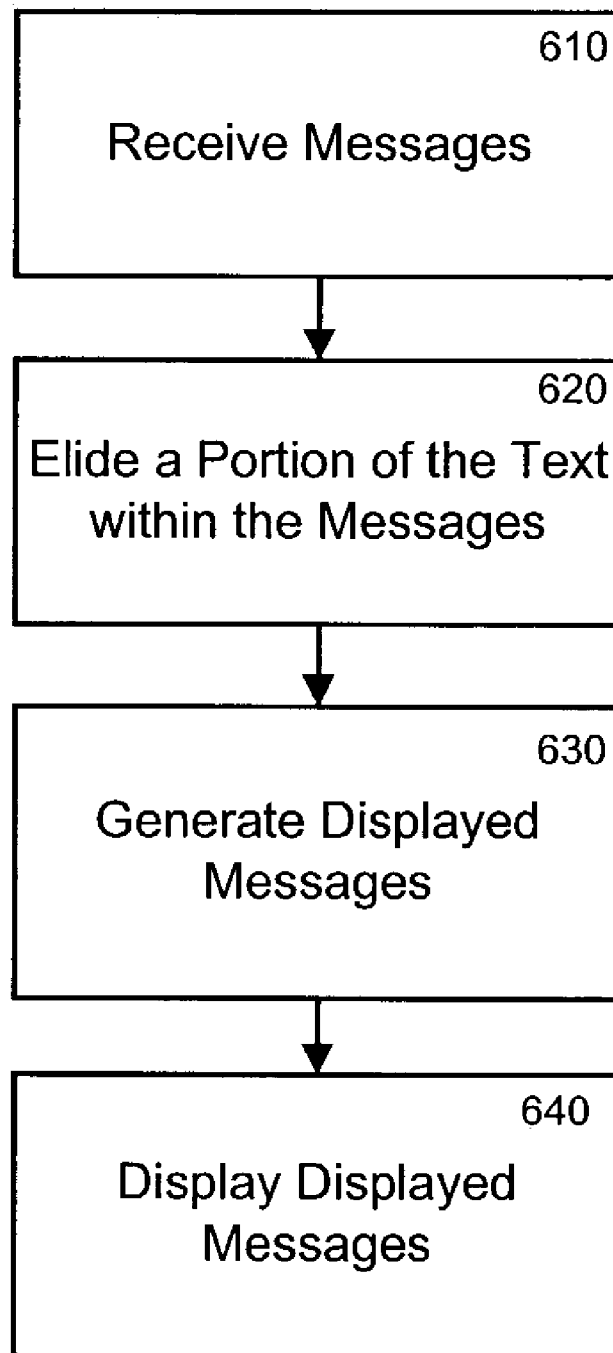 610
Receive Messages
620
Elide a Portion of the Text
within the Messages
630
Generate Displayed
Messages
640
Display Displayed
Messages